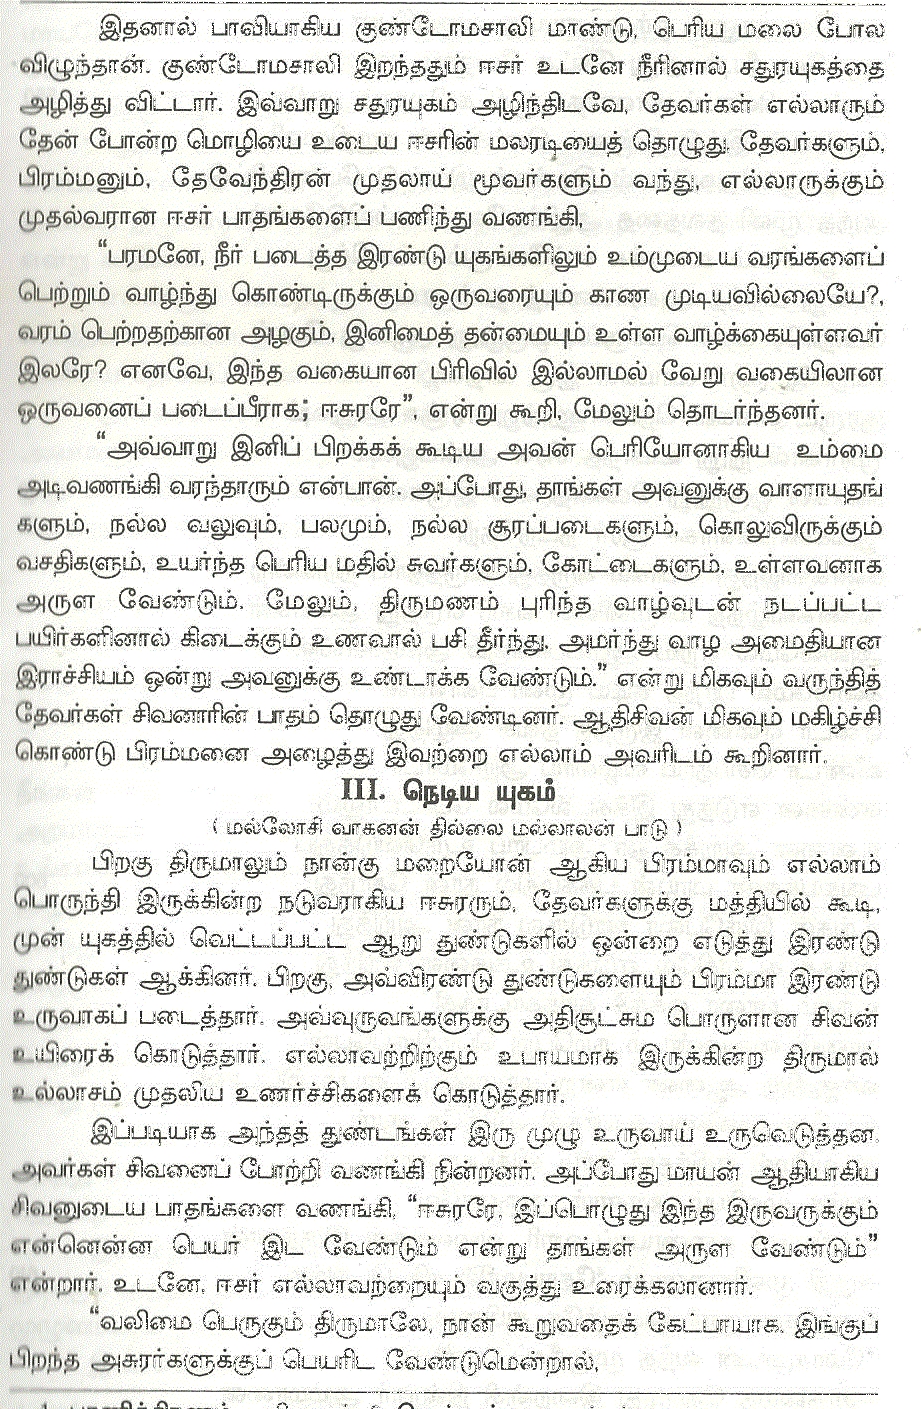 இதனால் பாவியாகிய குண்டோமசாலி மாண்டு, பெரிய மலை போல
விழுந்தான். குண்டோமசாலி இறந்ததும் ஈசர் உடனே நீரினால் சதுரயுகத்தை
அழித்து விட்டார். இவ்வாறு சதுரயுகம் அழிந்திடவே, தேவர்கள் எல்லாரும்
தேன் போன்ற மொழியை உடைய ஈசரின் மலரடியைத் தொழுது, தேவர்களும்,
பிரம்மனும், தேவேந்திரன் முதலாய் மூவர்களும் வந்து, எல்லாருக்கும்
முதல்வரான ஈசர் பாதங்களைப் பணிந்து வணங்கி,
“பரமனே, நீர் படைத்த இரண்டு யுகங்களிலும் உம்முடைய வரங்களைப்
பெற்றும் வாழ்ந்து கொண்டிருக்கும் ஒருவரையும் காண முடியவில்லையே?,
வரம் பெற்றதற்கான அழகும், இனிமைத் தன்மையும் உள்ள வாழ்க்கையுள்ளவர்
இலரே? எனவே, இந்த வகையான பிரிவில் இல்லாமல் வேறு வகையிலான
ஒருவனைப் படைப்பீராக; ஈசுரரே”, என்று கூறி, மேலும் தொடர்ந்தனர்.
“அவ்வாறு இனிப் பிறக்கக் கூடிய அவன் பெரியோனாகிய உம்மை
அடிவணங்கி வரந்தாரும் என்பான். அப்போது, தாங்கள் அவனுக்கு வாளாயுதங்
களும், நல்ல வலுவும், பலமும், நல்ல சூரப்படைகளும், கொலுவிருக்கும்
வசதிகளும், உயர்ந்த பெரிய மதில் சுவர்களும், கோட்டைகளும், உள்ளவனாக
அருள வேண்டும். மேலும், திருமணம் புரிந்த வாழ்வுடன் நடப்பட்ட
பயிர்களினால் கிடைக்கும் உணவால் பசி தீர்ந்து, அமர்ந்து வாழ அமைதியான
இராச்சியம் ஒன்று அவனுக்கு உண்டாக்க வேண்டும்.” என்று மிகவும் வருந்தித்
தேவர்கள் சிவனாரின் பாதம் தொழுது வேண்டினர். ஆதிசிவன் மிகவும் மகிழ்ச்சி
கொண்டு பிரம்மனை அழைத்து இவற்றை எல்லாம் அவரிடம் கூறினார்.
III. நெடிய யுகம்
( மல்லோசி வாகனன் தில்லை மல்லாலன் பாடு )
பிறகு திருமாலும் நான்கு மறையோன் ஆகிய பிரம்மாவும் எல்லாம்
பொருந்தி இருக்கின்ற நடுவராகிய ஈசுரரும், தேவர்களுக்கு மத்தியில் கூடி,
முன் யுகத்தில் வெட்டப்பட்ட ஆறு துண்டுகளில் ஒன்றை எடுத்து இரண்டு
துண்டுகள் ஆக்கினர். பிறகு, அவ்விரண்டு துண்டுகளையும் பிரம்மா இரண்டு
உருவாகப் படைத்தார். அவ்வுருவங்களுக்கு அதிசூட்சும பொருளான சிவன்
உயிரைக் கொடுத்தார். எல்லாவற்றிற்கும் உபாயமாக இருக்கின்ற திருமால்
உல்லாசம் முதலிய உணர்ச்சிகளைக் கொடுத்தார்.
இப்படியாக அந்தத் துண்டங்கள் இரு முழு உருவாய் உருவெடுத்தன.
அவர்கள் சிவனைப் போற்றி வணங்கி நின்றனர். அப்போது மாயன் ஆதியாகிய
சிவனுடைய பாதங்களை வணங்கி, “ஈசுரரே, இப்பொழுது இந்த இருவருக்கும்
என்னென்ன பெயர் இட வேண்டும் என்று தாங்கள் அருள வேண்டும்”
என்றார். உடனே, ஈசர் எல்லாவற்றையும் வகுத்து உரைக்கலானார்.
“வலிமை பெருகும் திருமாலே, நான் கூறுவதைக் கேட்பாயாக. இங்குப்
பிறந்த அசுரர்களுக்குப் பெயரிட வேண்டுமென்றால்,